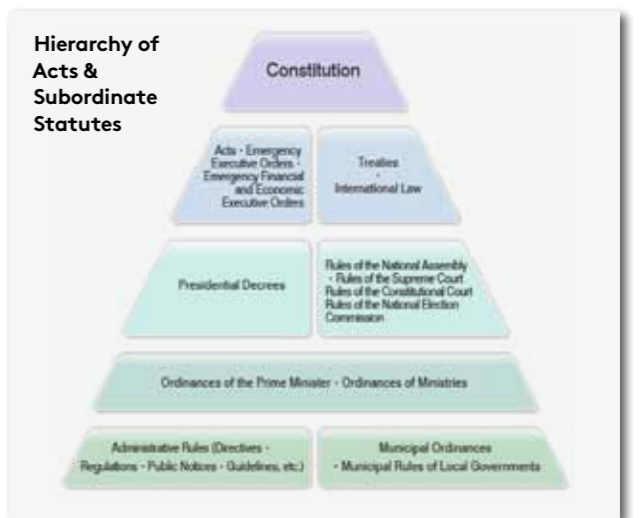 Hierarchy of
Acts &
Subordinate
Statutes
Constitution
Acts - Emergency
Executive Orders -
Emergency Financial
and Economic
Executive Orders
Treaties
-
International Law
Presidential Decrees
Rules of the National Assembly
- Rules of the Supreme Court
Rules of the Constitutional Court
Rules of the National Election
Commission
Ordinances of the Prime Minister - Ordinances of Ministries
Administrative Rules (Directives -
Regulations - Public Notices - Guidelines, etc.)
Municipal Ordinances
- Municipal Rules of Local Governments